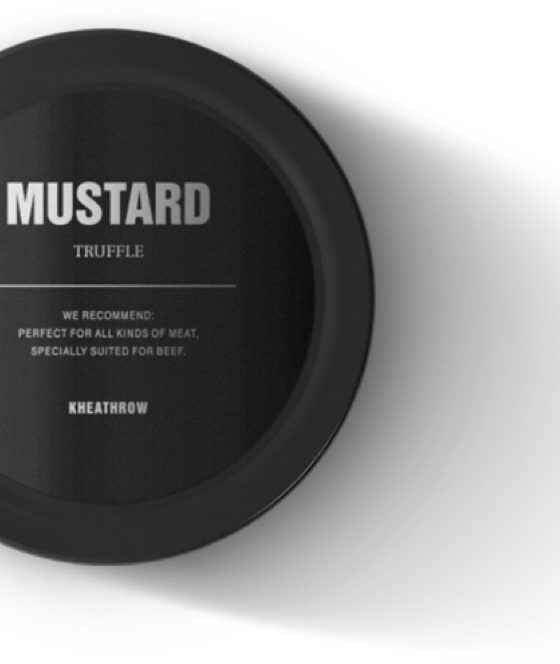 MUSTARD
TRUFFLE
WE RECOMMEND:
PERFECT FOR ALL KINDS OF MEAT,
SPECIALLY SUITED FOR BEEF.
KHEATHROW